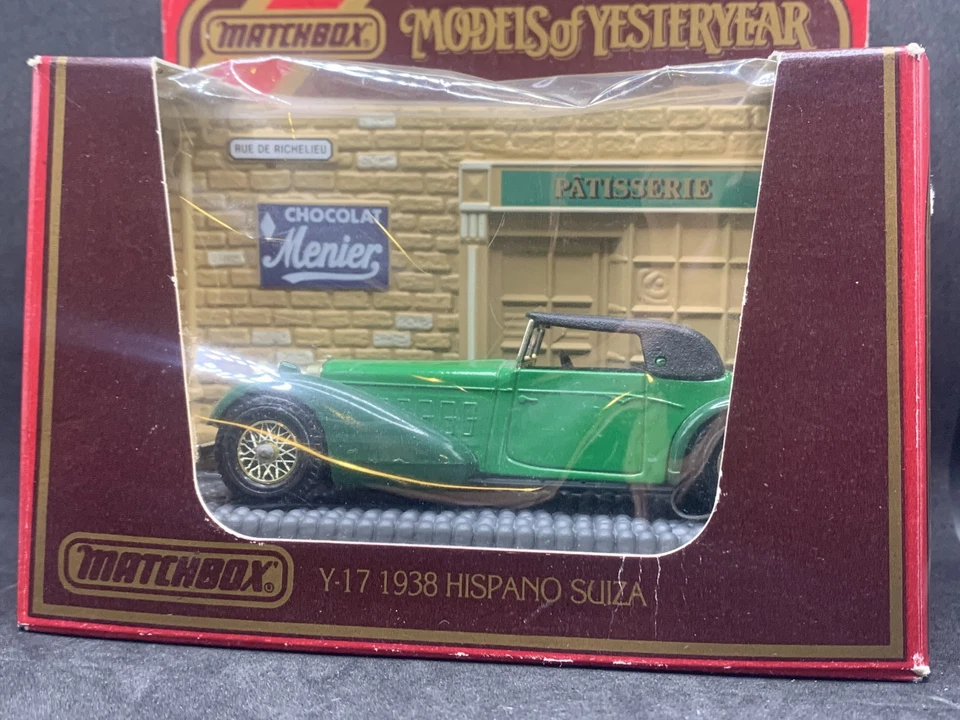 MATCHBOX
MODELS of YESTERYEAR
RUE DE RICHELIEU
CHOCOLAT
Menier
PÂTISSERIE
MATCHBOX®
Y-17 1938 HISPANO SUIZA